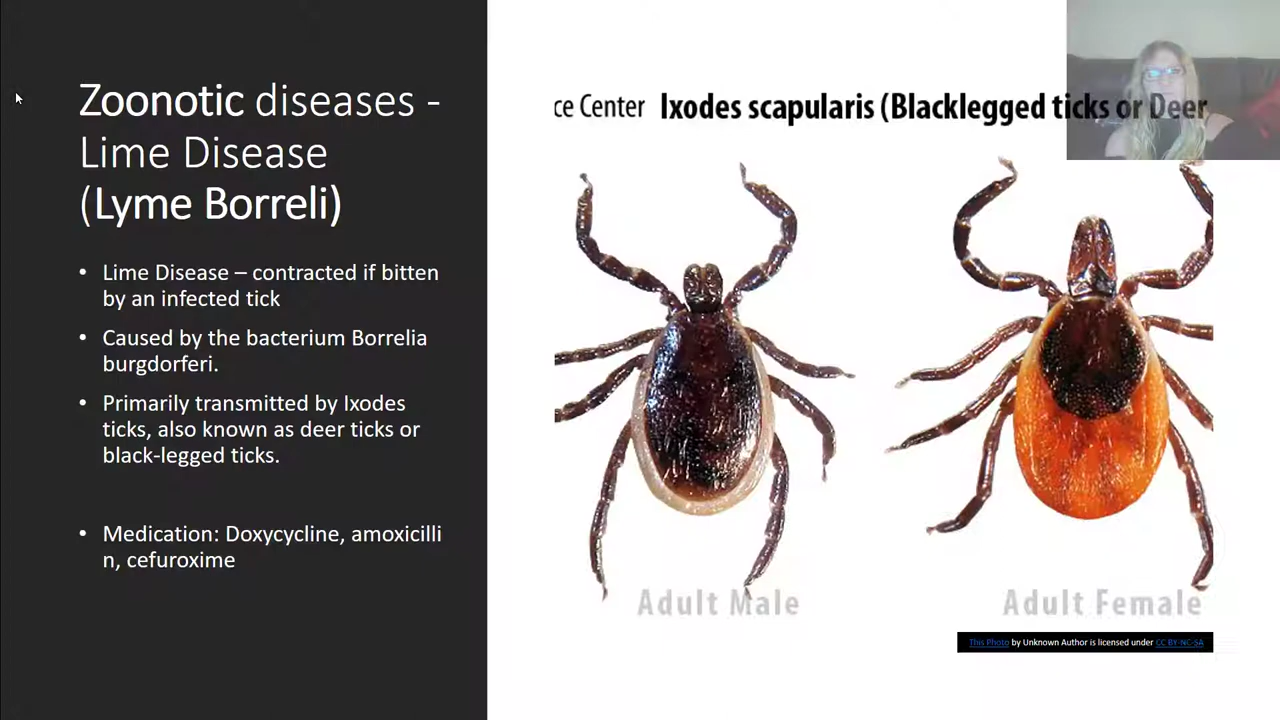 Zoonotic diseases -
Lime Disease
(Lyme Borreli)
• Lime Disease – contracted if bitten
by an infected tick
• Caused by the bacterium Borrelia
burgdorferi.
• Primarily transmitted by Ixodes
ticks, also known as deer ticks or
black-legged ticks.
• Medication: Doxycycline, amoxicilli
n, cefuroxime
ce Center Ixodes scapularis (Blacklegged ticks or Deer
Adult Male
Adult Female
This Photo by Unknown Author is licensed under CC BY-NC-SA